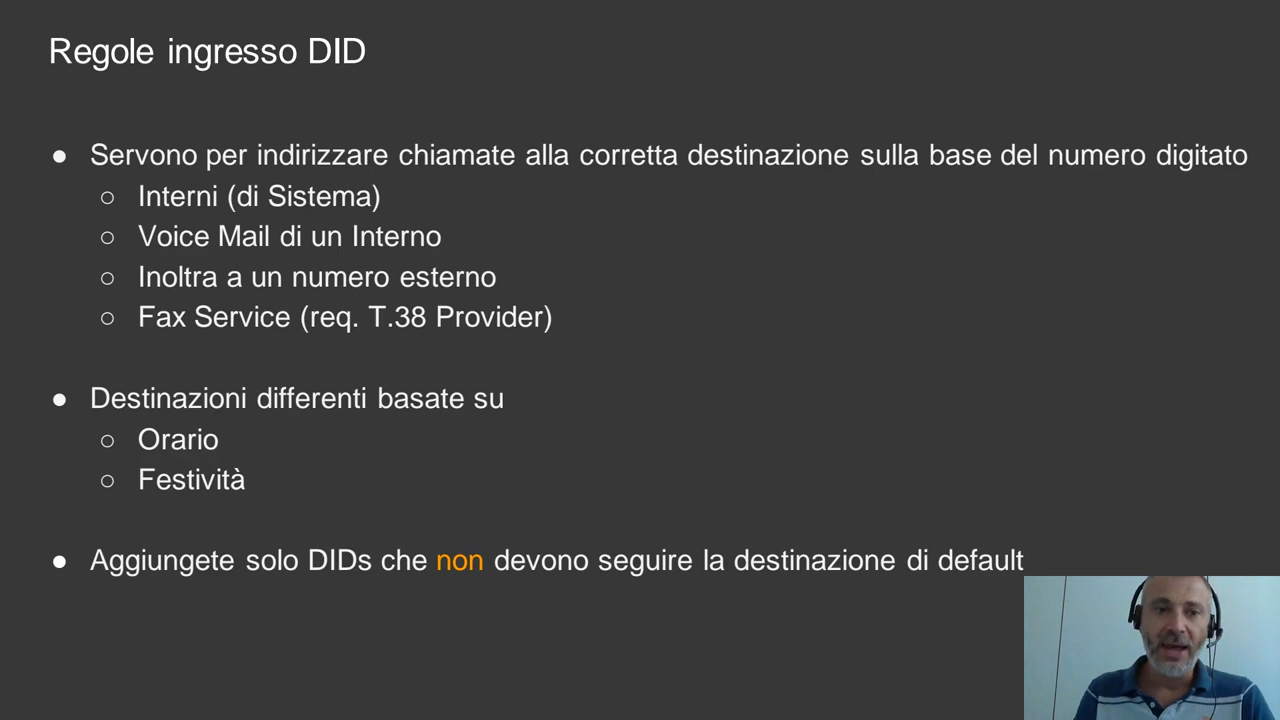 Regole ingresso DID
● Servono per indirizzare chiamate alla corretta destinazione sulla base del numero digitato
○ Interni (di Sistema)
○ Voice Mail di un Interno
○ Inoltra a un numero esterno
○ Fax Service (req. T.38 Provider)
● Destinazioni differenti basate su
○ Orario
○ Festività
● Aggiungete solo DIDs che non devono seguire la destinazione di default